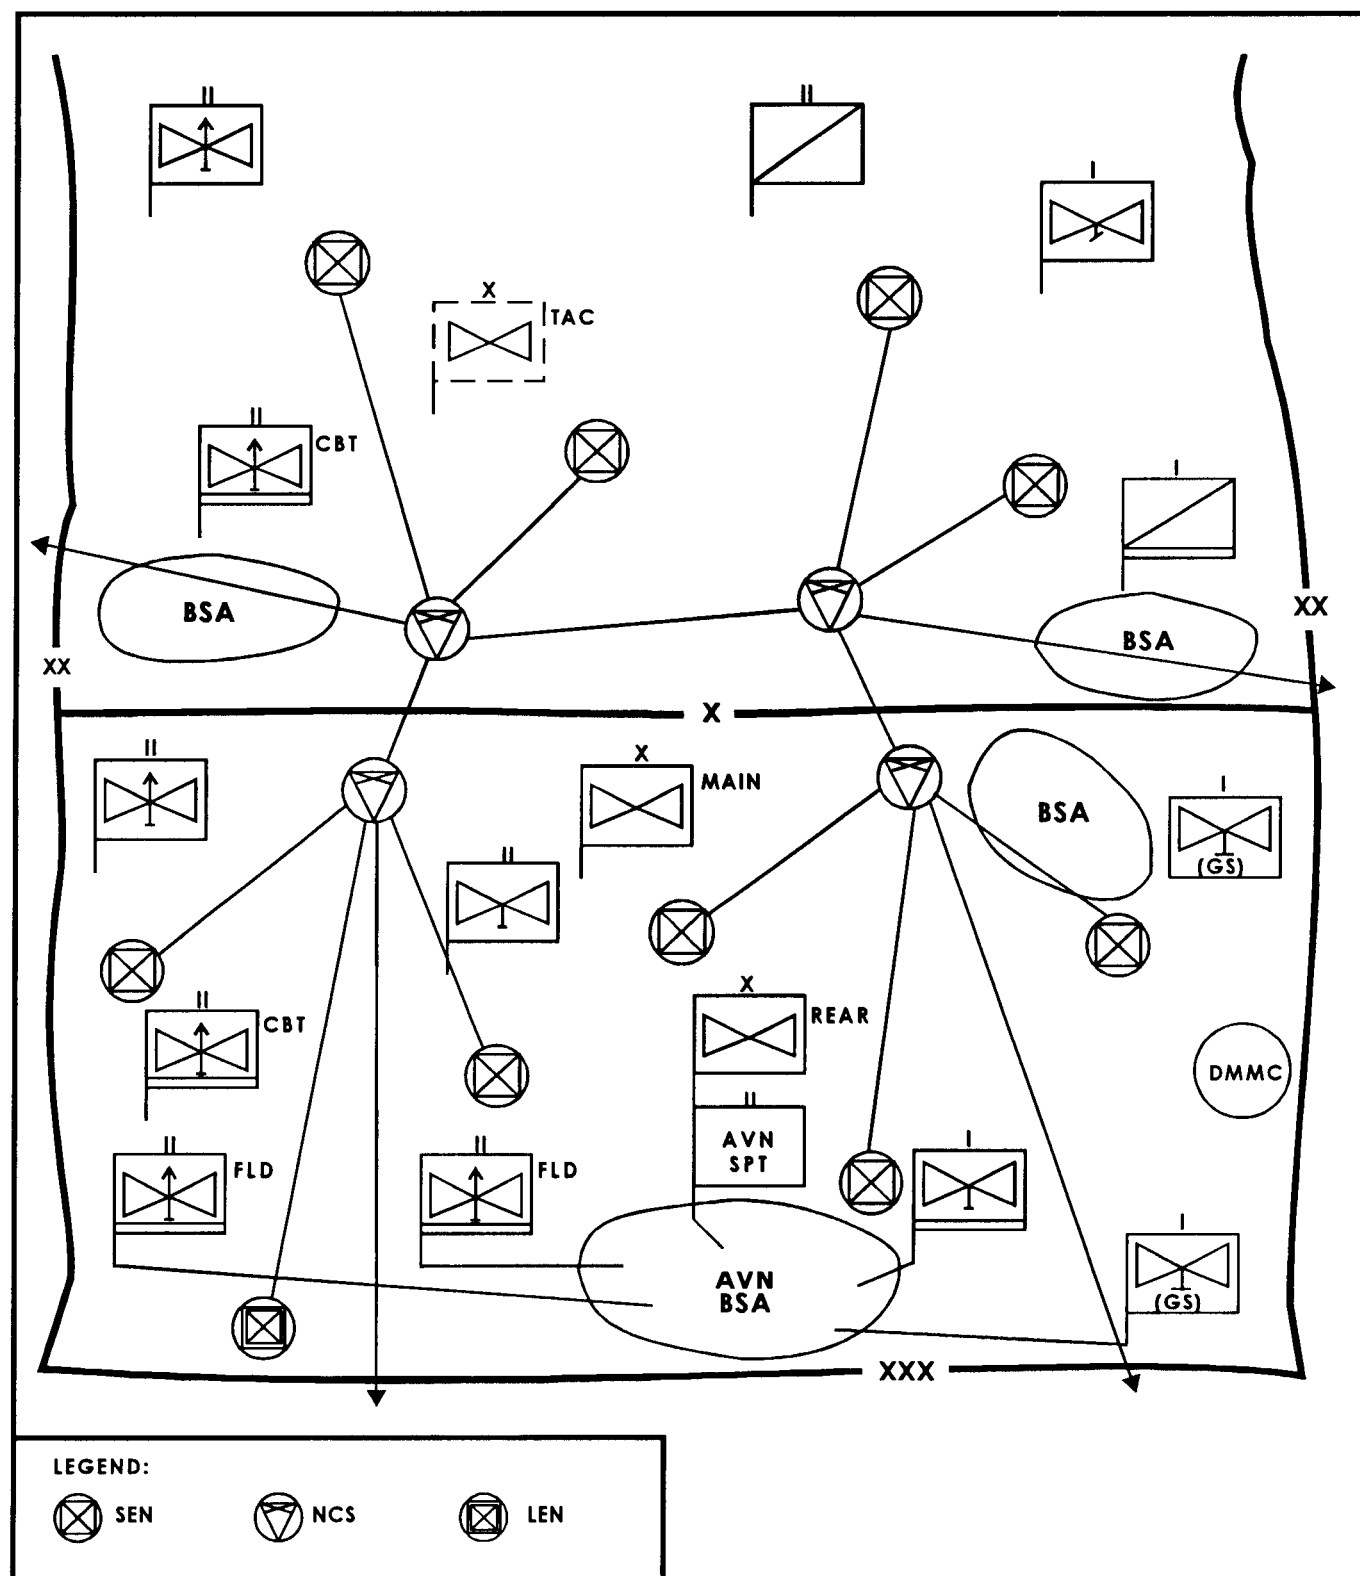 II
II
I
X
TAC
II
CBT
I
BSA
XX
BSA
XX
X
II
X
MAIN
BSA
I
(GS)
II
X
REAR
II
CBT
DMMC
II
AVN
SPT
II
FLD
II
FLD
I
I
(GS)
AVN
BSA
XXX
LEGEND:
SEN
NCS
LEN